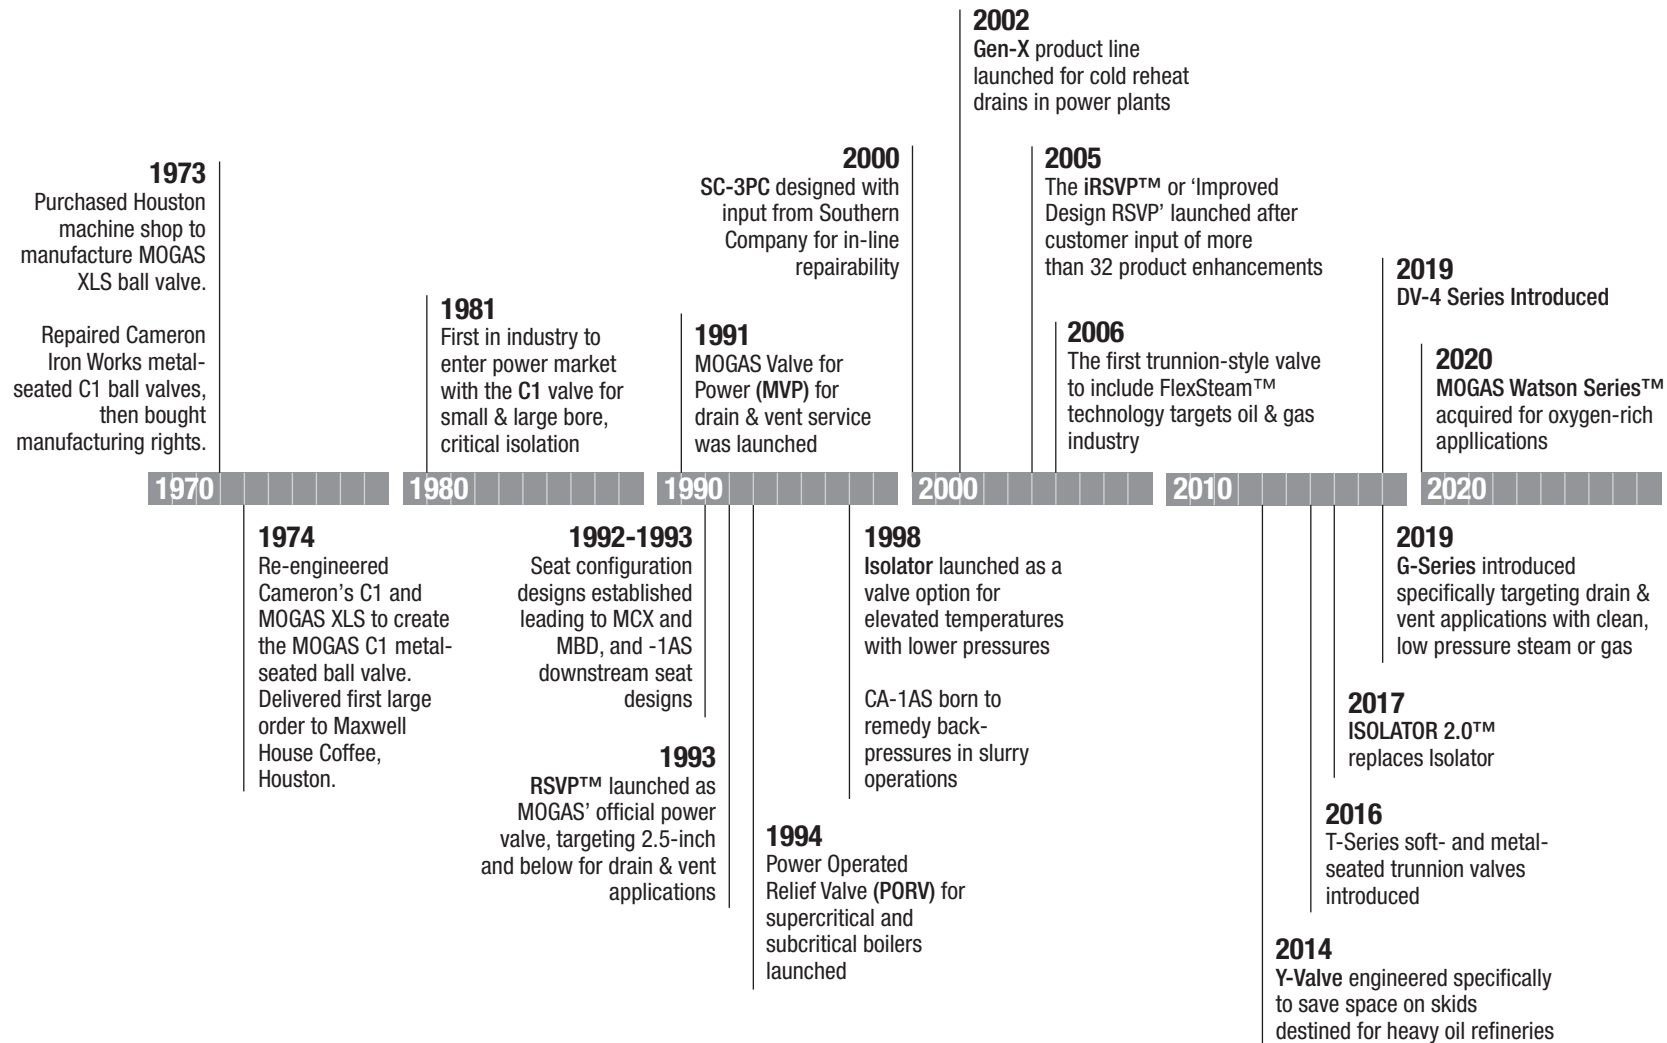 2002
Gen-X product line
launched for cold reheat
drains in power plants
1973
Purchased Houston
machine shop to
manufacture MOGAS
XLS ball valve.
Repaired Cameron
Iron Works metal-
seated C1 ball valves,
then bought
manufacturing rights.
1981
First in industry to
enter power market
with the C1 valve for
small & large bore,
critical isolation
1991
MOGAS Valve for
Power (MVP) for
drain & vent service
was launched
2000
SC-3PC designed with
input from Southern
Company for in-line
repairability
2005
The iRSVP™ or ‘Improved
Design RSVP’ launched after
customer input of more
than 32 product enhancements
2006
The first trunnion-style valve
to include FlexSteam™
technology targets oil & gas
industry
2019
DV-4 Series Introduced
2020
MOGAS Watson Series™
acquired for oxygen-rich
appllications
1970
1980
1990
2000
2010
2020
1974
Re-engineered
Cameron’s C1 and
MOGAS XLS to create
the MOGAS C1 metal-
seated ball valve.
Delivered first large
order to Maxwell
House Coffee,
Houston.
1992-1993
Seat configuration
designs established
leading to MCX and
MBD, and -1AS
downstream seat
designs
1993
RSVP™ launched as
MOGAS’ official power
valve, targeting 2.5-inch
and below for drain & vent
applications
1994
Power Operated
Relief Valve (PORV) for
supercritical and
subcritical boilers
launched
1998
Isolator launched as a
valve option for
elevated temperatures
with lower pressures
CA-1AS born to
remedy back-
pressures in slurry
operations
2019
G-Series introduced
specifically targeting drain &
vent applications with clean,
low pressure steam or gas
2017
ISOLATOR 2.0™
replaces Isolator
2016
T-Series soft- and metal-
seated trunnion valves
introduced
2014
Y-Valve engineered specifically
to save space on skids
destined for heavy oil refineries